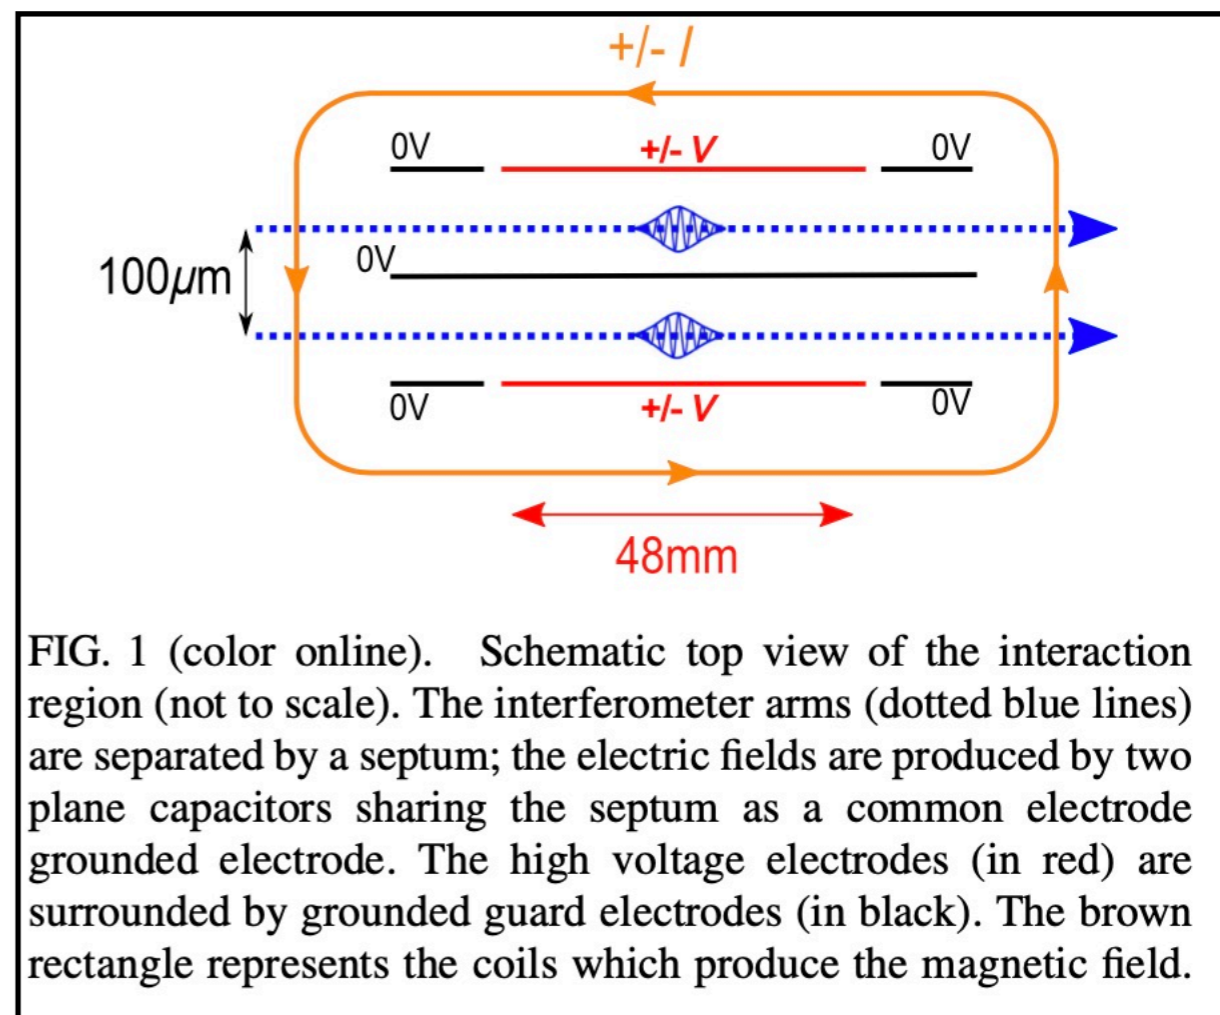 +/- I
0V +/- V 0V
0V
100μm
0V +/- V 0V
48mm
FIG. 1 (color online). Schematic top view of the interaction
region (not to scale). The interferometer arms (dotted blue lines)
are separated by a septum; the electric fields are produced by two
plane capacitors sharing the septum as a common electrode
grounded electrode. The high voltage electrodes (in red) are
surrounded by grounded guard electrodes (in black). The brown
rectangle represents the coils which produce the magnetic field.